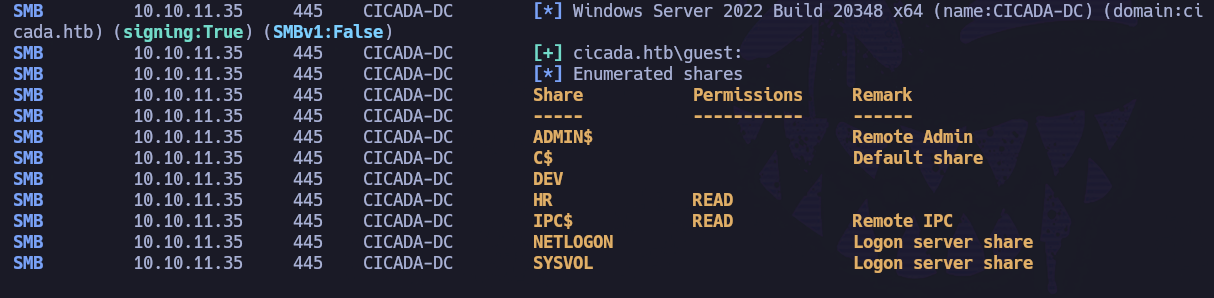 SMB 10.10.11.35 445 CICADA-DC [*] Windows Server 2022 Build 20348 x64 (name:CICADA-DC) (domain:ci
cada.htb) (signing:True) (SMBv1:False)
SMB 10.10.11.35 445 CICADA-DC [+] cicada.htb\guest:
SMB 10.10.11.35 445 CICADA-DC [*] Enumerated shares
SMB 10.10.11.35 445 CICADA-DC Share Permissions Remark
SMB 10.10.11.35 445 CICADA-DC ----- ----------- ------
SMB 10.10.11.35 445 CICADA-DC ADMIN$ Remote Admin
SMB 10.10.11.35 445 CICADA-DC C$ Default share
SMB 10.10.11.35 445 CICADA-DC DEV
SMB 10.10.11.35 445 CICADA-DC HR READ
SMB 10.10.11.35 445 CICADA-DC IPC$ READ Remote IPC
SMB 10.10.11.35 445 CICADA-DC NETLOGON Logon server share
SMB 10.10.11.35 445 CICADA-DC SYSVOL Logon server share